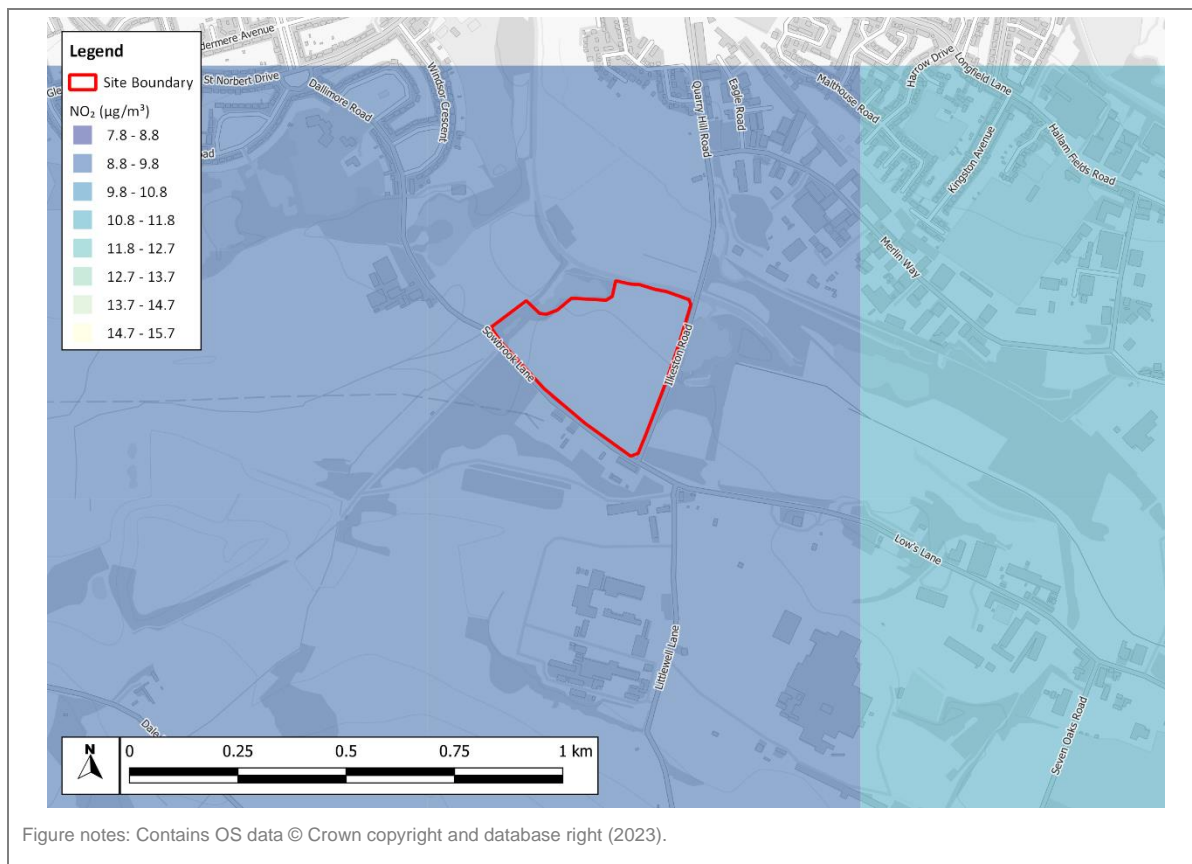 Legend
Site Boundary
NO₂ (µg/m³)
7.8 - 8.8
8.8 - 9.8
9.8 - 10.8
10.8 - 11.8
11.8 - 12.7
12.7 - 13.7
13.7 - 14.7
14.7 - 15.7
dermere Avenue
St Norbert Drive
Dallimore Road
Windsor Crescent
Quarry Hill Road
Eagle Road
Malthouse Road
Harrow Drive
Longfield Lane
Kingston Avenue
Hallam Fields Road
Merlin Way
Sowbrook Lane
Ilkeston Road
Low's Lane
Littlewell Lane
Seven Oaks Road
Dale
N
0 0.25 0.5 0.75 1 km
Figure notes: Contains OS data © Crown copyright and database right (2023).